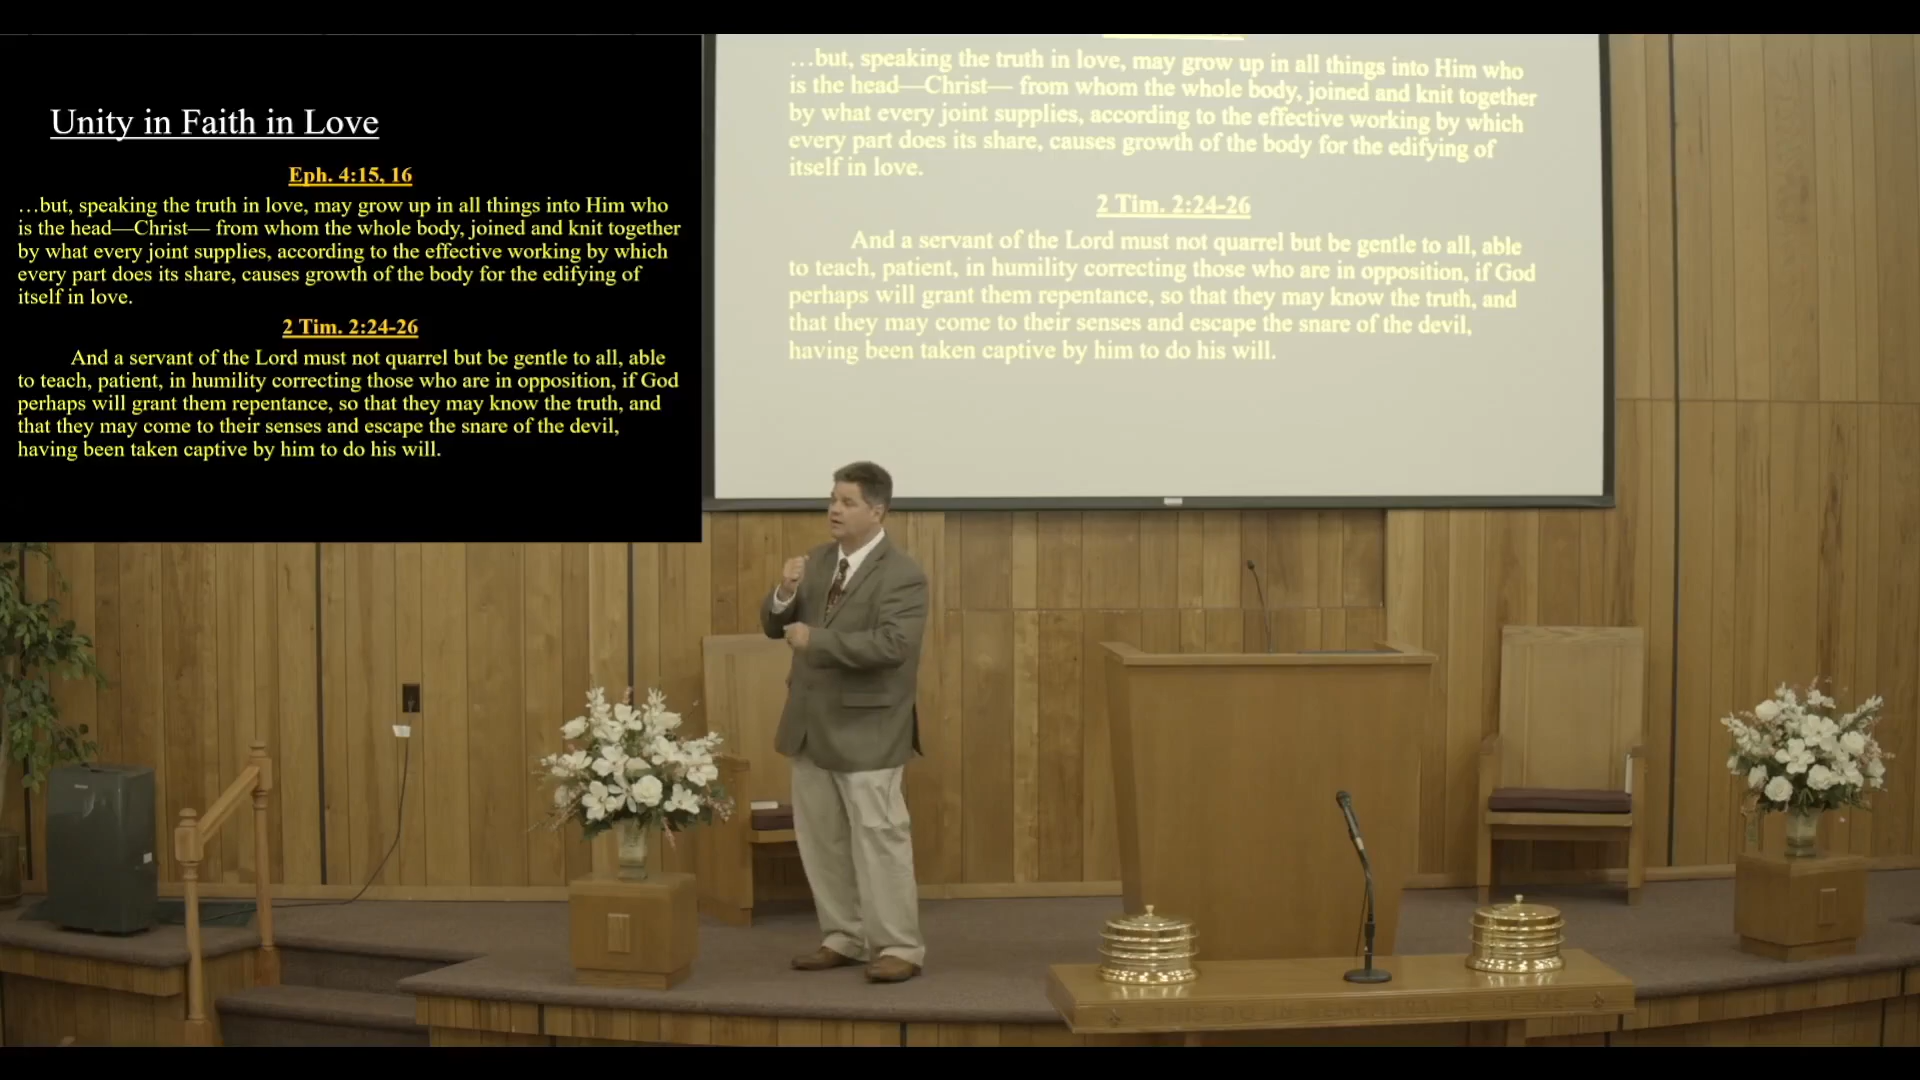 Unity in Faith in Love
Eph. 4:15, 16
…but, speaking the truth in love, may grow up in all things into Him who
is the head—Christ— from whom the whole body, joined and knit together
by what every joint supplies, according to the effective working by which
every part does its share, causes growth of the body for the edifying of
itself in love.
2 Tim. 2:24-26
And a servant of the Lord must not quarrel but be gentle to all, able
to teach, patient, in humility correcting those who are in opposition, if God
perhaps will grant them repentance, so that they may know the truth, and
that they may come to their senses and escape the snare of the devil,
having been taken captive by him to do his will.
…but, speaking the truth in love, may grow up in all things into Him who
is the head—Christ— from whom the whole body, joined and knit together
by what every joint supplies, according to the effective working by which
every part does its share, causes growth of the body for the edifying of
itself in love.
2 Tim. 2:24-26
And a servant of the Lord must not quarrel but be gentle to all, able
to teach, patient, in humility correcting those who are in opposition, if God
perhaps will grant them repentance, so that they may know the truth, and
that they may come to their senses and escape the snare of the devil,
having been taken captive by him to do his will.
THIS DO IN REMEMBRANCE OF ME